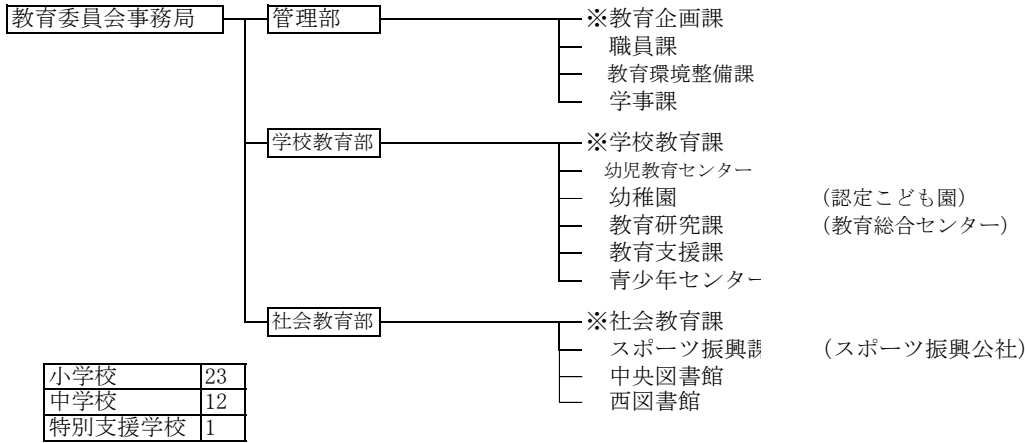 教育委員会事務局 管理部 ※教育企画課
職員課
教育環境整備課
学事課
学校教育部 ※学校教育課
幼児教育センター
幼稚園 （認定こども園）
教育研究課 （教育総合センター）
教育支援課
青少年センター
社会教育部 ※社会教育課
スポーツ振興課 （スポーツ振興公社）
中央図書館
西図書館
小学校 23
中学校 12
特別支援学校 1